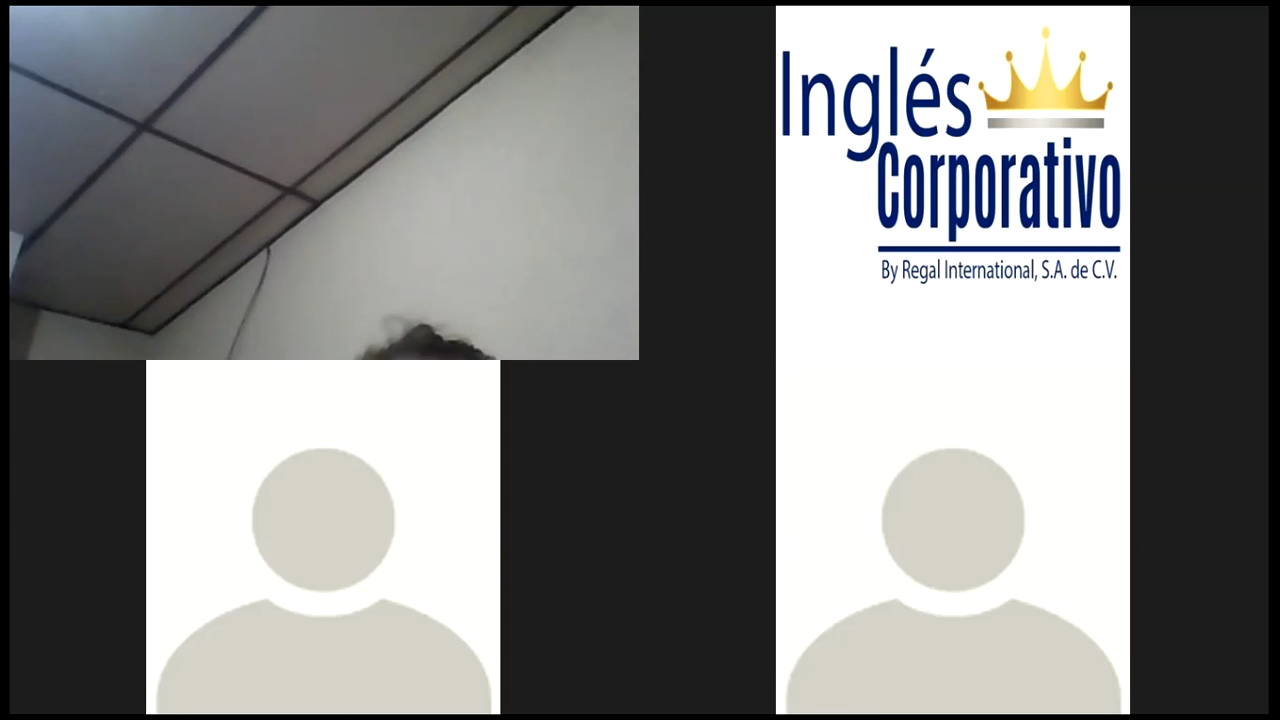 Inglés
Corporativo
By Regal International, S.A. de C.V.